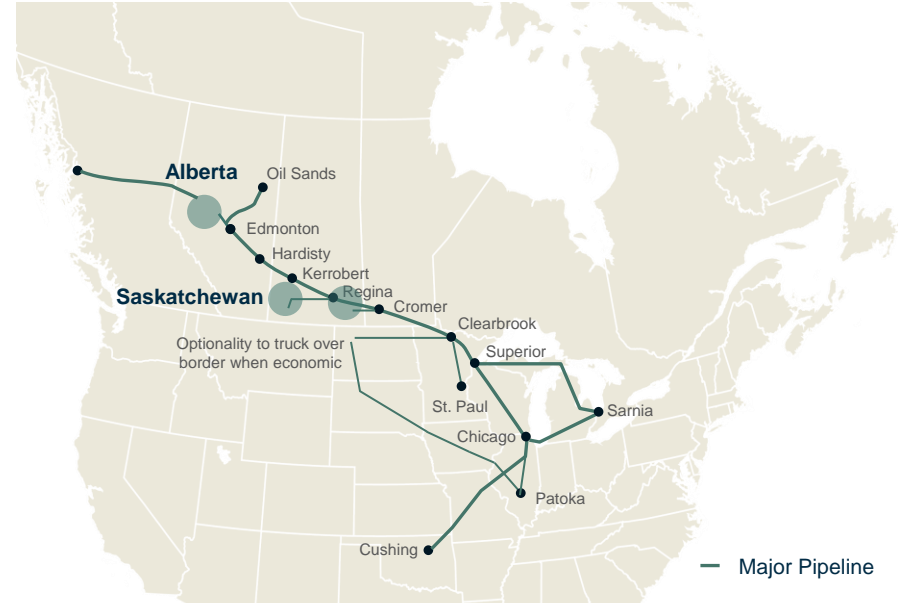 Alberta
Oil Sands
Edmonton
Hardisty
Kerrobert
Regina
Saskatchewan
Cromer
Clearbrook
Optionality to truck over
border when economic
Superior
St. Paul
Sarnia
Chicago
Patoka
Cushing
Major Pipeline